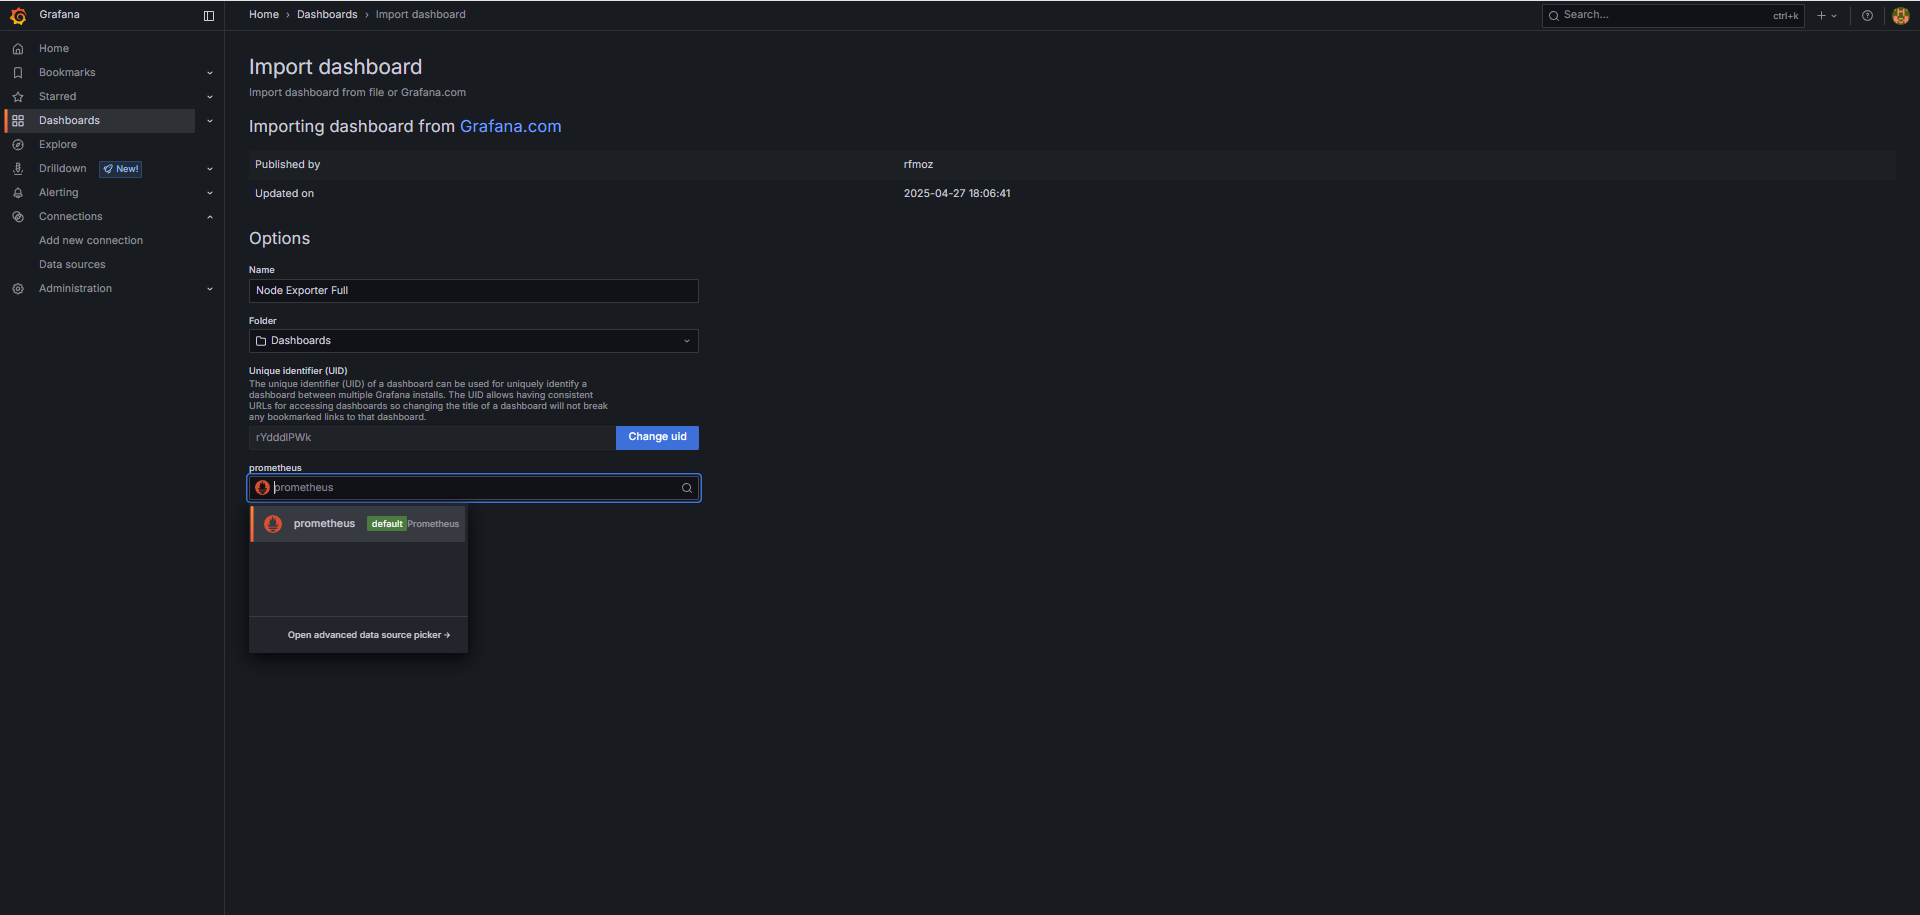 Grafana
Home › Dashboards › Import dashboard
Search...
ctrl+k
Home
Bookmarks
Starred
Dashboards
Explore
Drilldown New!
Alerting
Connections
Add new connection
Data sources
Administration
Import dashboard
Import dashboard from file or Grafana.com
Importing dashboard from Grafana.com
Published by rfmoz
Updated on 2025-04-27 18:06:41
Options
Name
Node Exporter Full
Folder
Dashboards
Unique identifier (UID)
The unique identifier (UID) of a dashboard can be used for uniquely identify a
dashboard between multiple Grafana installs. The UID allows having consistent
URLs for accessing dashboards so changing the title of a dashboard will not break
any bookmarked links to that dashboard.
rYdddlPWk Change uid
prometheus
prometheus
prometheus default Prometheus
Open advanced data source picker →